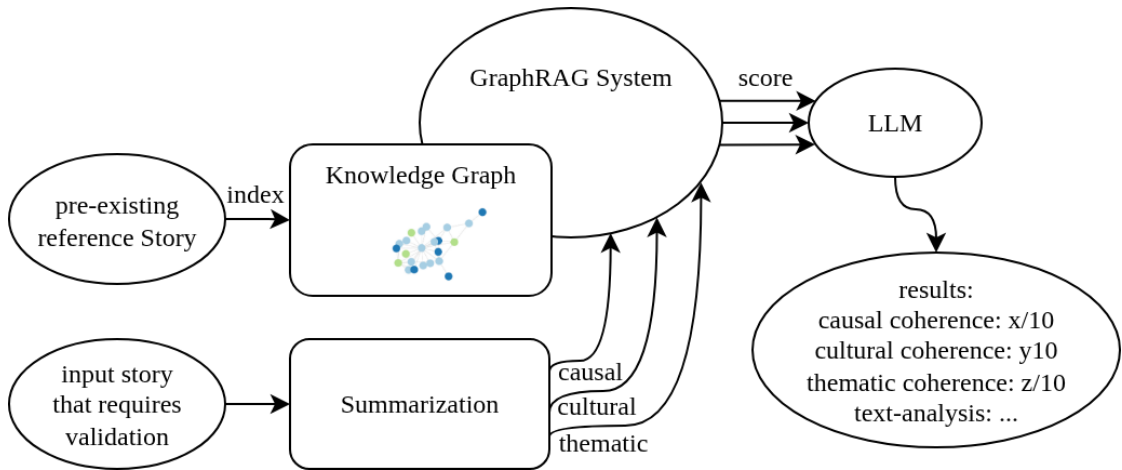 GraphRAG System
score
LLM
Knowledge Graph
index
pre-existing
reference Story
results:
causal coherence: x/10
cultural coherence: y10
thematic coherence: z/10
text-analysis: ...
input story
that requires
validation
Summarization
causal
cultural
thematic